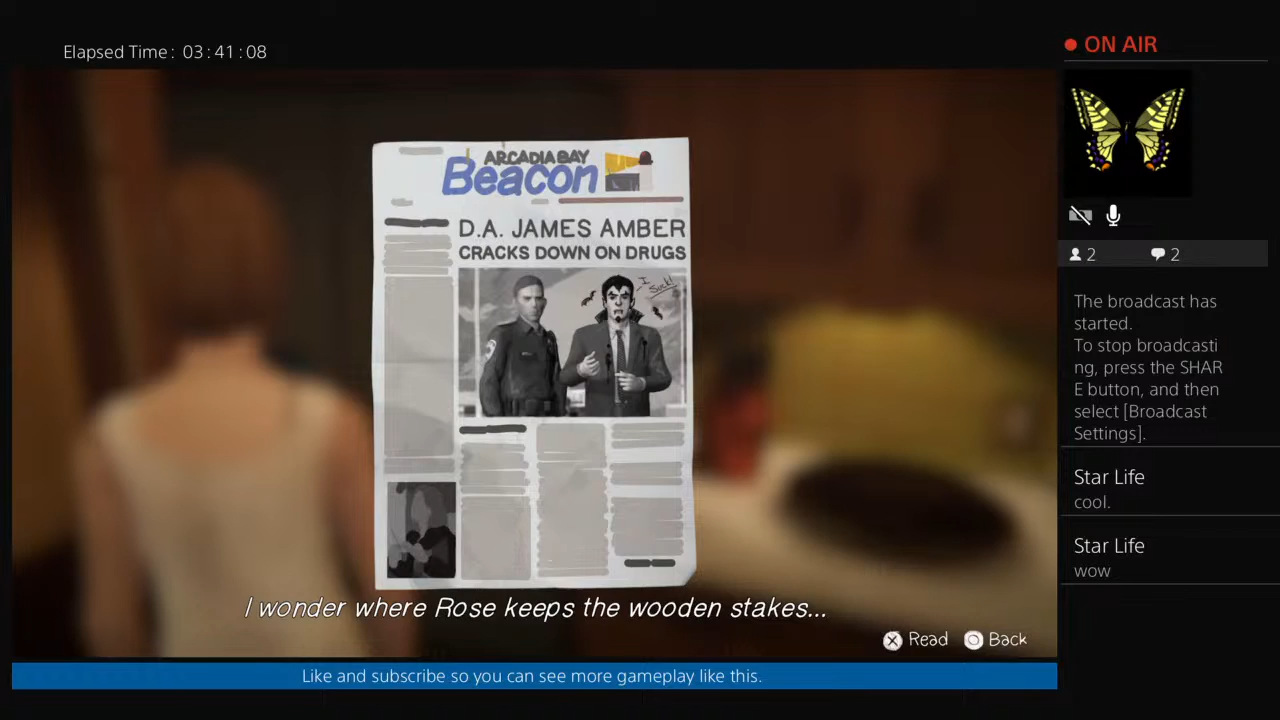 Elapsed Time: 03:41:08
ON AIR
ARCADIA BAY
Beacon
D.A. JAMES AMBER
CRACKS DOWN ON DRUGS
I
SUCK!
I wonder where Rose keeps the wooden stakes...
Read
Back
Like and subscribe so you can see more gameplay like this.
2
2
The broadcast has
started.
To stop broadcasti
ng, press the SHAR
E button, and then
select [Broadcast
Settings].
Star Life
cool.
Star Life
wow